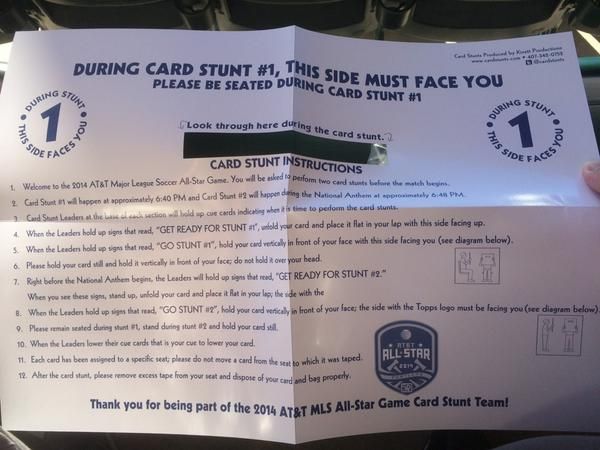 Card Stunts Produced by Kivett Productions
www.cardstunts.com • 407-342-0152
@cardstunts
DURING CARD STUNT #1, THIS SIDE MUST FACE YOU
PLEASE BE SEATED DURING CARD STUNT #1
DURING STUNT
1
THIS SIDE FACES YOU
DURING STUNT
1
THIS SIDE FACES YOU
Look through here during the card stunt.
CARD STUNT INSTRUCTIONS
1. Welcome to the 2014 AT&T Major League Soccer All-Star Game. You will be asked to perform two card stunts before the match begins.
2. Card Stunt #1 will happen at approximately 6:40 PM and Card Stunt #2 will happen during the National Anthem at approximately 6:48 PM.
3. Card Stunt Leaders at the base of each section will hold up cue cards indicating when it is time to perform the card stunts.
4. When the Leaders hold up signs that read, "GET READY FOR STUNT #1", unfold your card and place it flat in your lap with this side facing up.
5. When the Leaders hold up signs that read, "GO STUNT #1", hold your card vertically in front of your face with this side facing you (see diagram below).
6. Please hold your card still and hold it vertically in front of your face; do not hold it over your head.
7. Right before the National Anthem begins, the Leaders will hold up signs that read, "GET READY FOR STUNT #2."
When you see these signs, stand up, unfold your card and place it flat in your lap; the side with the
8. When the Leaders hold up signs that read, "GO STUNT #2", hold your card vertically in front of your face; the side with the Topps logo must be facing you (see diagram below).
9. Please remain seated during stunt #1, stand during stunt #2 and hold your card still.
10. When the Leaders lower their cue cards that is your cue to lower your card.
11. Each card has been assigned to a specific seat; please do not move a card from the seat to which it was taped.
12. After the card stunt, please remove excess tape from your seat and dispose of your card and bag properly.
AT&T
ALL-STAR
2014
PORTLAND
Thank you for being part of the 2014 AT&T MLS All-Star Game Card Stunt Team!